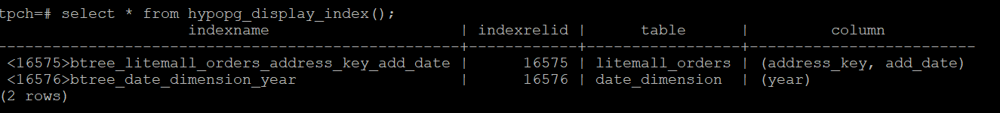 tpch=# select * from hypopg_display_index();
                   indexname                    | indexrelid |      table      |         column
------------------------------------------------+------------+-----------------+-------------------------
 <16575>btree_litemall_orders_address_key_add_date |      16575 | litemall_orders | (address_key, add_date)
 <16576>btree_date_dimension_year                  |      16576 | date_dimension  | (year)
(2 rows)